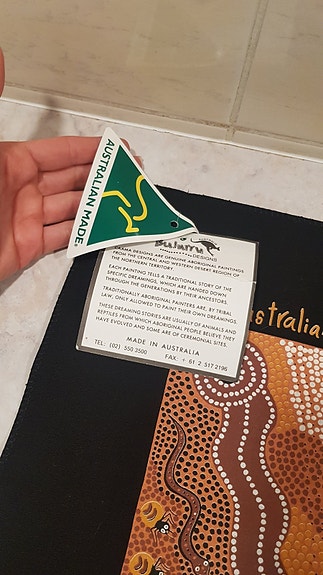 AUSTRALIAN MADE
DESIGNS
DESIGNS ARE GENUINE ABORIGINAL PAINTINGS
FROM THE CENTRAL AND WESTERN DESERT REGION OF
THE NORTHERN TERRITORY
EACH PAINTING TELLS A TRADITIONAL STORY OF THE
SPECIFIC DREAMINGS, WHICH ARE HANDED DOWN
THROUGH THE GENERATIONS BY THEIR ANCESTORS
TRADITIONALLY ABORIGINAL PAINTERS ARE, BY TRIBAL
LAW, ONLY ALLOWED TO PAINT THEIR OWN DREAMINGS.
THESE DREAMING STORIES ARE USUALLY OF ANIMALS AND
REPTILES FROM WHICH ABORIGINAL PEOPLE BELIEVE THEY
HAVE EVOLVED AND SOME ARE OF CEREMONIAL SITES.
MADE IN AUSTRALIA
TEL: (02) 550 3500 FAX: + 61 2 517 2196
stralia